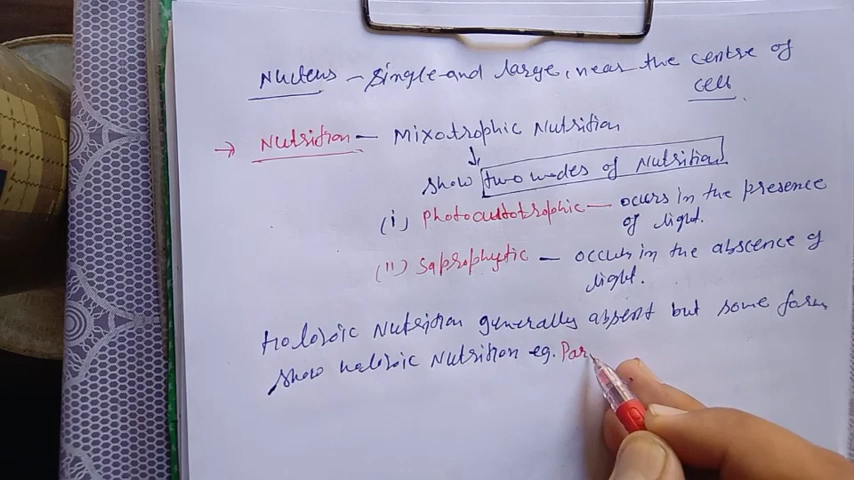 Nucleus - Single and large, near the centre of
cell
→ Nutrition - Mixotrophic Nutrition
↓
show two modes of Nutrition
(i) Photoautotrophic - occurs in the presence
of light.
(ii) Saprophytic - occurs in the abscence of
light.
Holozoic Nutrition generally absent but some form
show holozoic Nutrition eg. Par